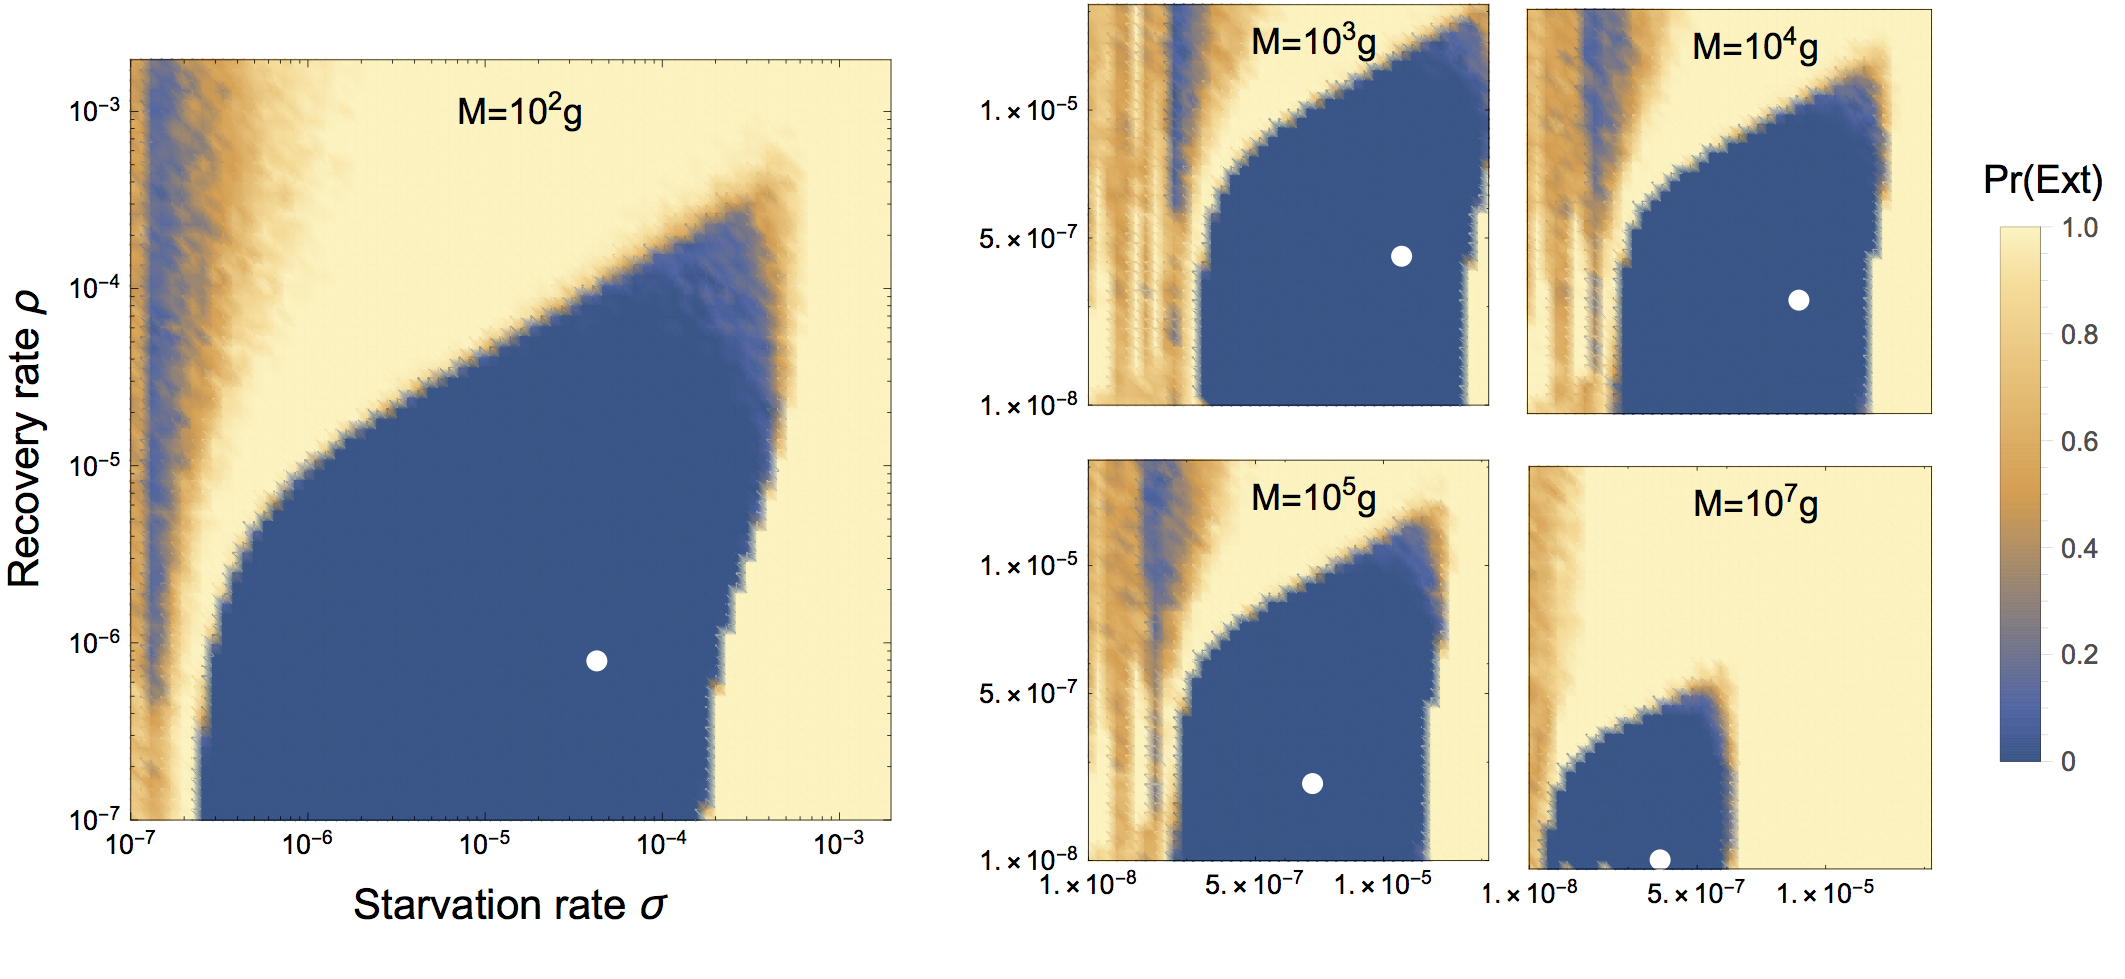 M=10²g
10⁻³
10⁻⁴
10⁻⁵
10⁻⁶
10⁻⁷
Recovery rate ρ
10⁻⁷ 10⁻⁶ 10⁻⁵ 10⁻⁴ 10⁻³
Starvation rate σ
M=10³g
1.×10⁻⁵
5.×10⁻⁷
1.×10⁻⁸
M=10⁴g
M=10⁵g
1.×10⁻⁵
5.×10⁻⁷
1.×10⁻⁸
1.×10⁻⁸ 5.×10⁻⁷ 1.×10⁻⁵
M=10⁷g
1.×10⁻⁸ 5.×10⁻⁷ 1.×10⁻⁵
Pr(Ext)
1.0
0.8
0.6
0.4
0.2
0